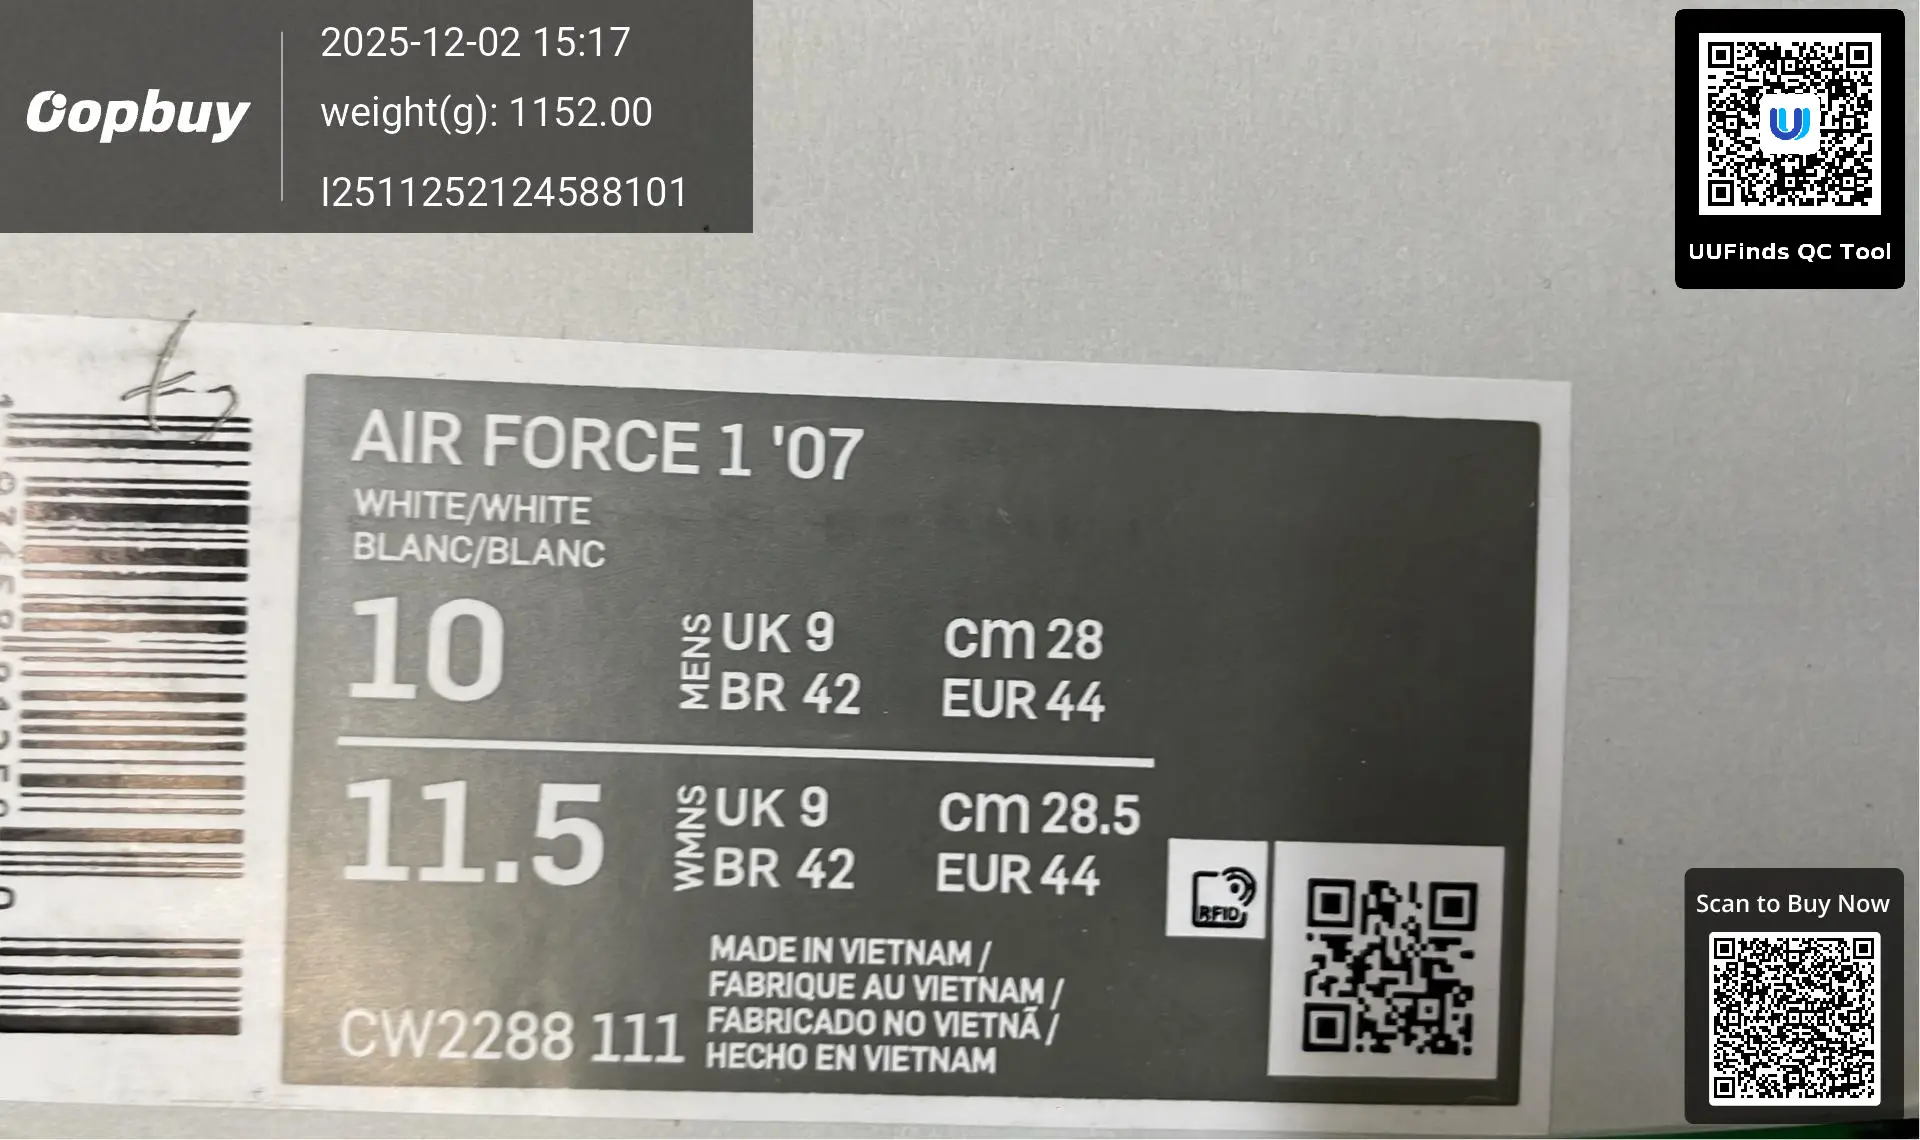 Oopbuy
2025-12-02 15:17
weight(g): 1152.00
I2511252124588101
UUFinds QC Tool
AIR FORCE 1 '07
WHITE/WHITE
BLANC/BLANC
10
MENS
UK 9
cm 28
BR 42
EUR 44
11.5
WMNS
UK 9
cm 28.5
BR 42
EUR 44
RFID
MADE IN VIETNAM /
FABRIQUE AU VIETNAM /
FABRICADO NO VIETNÃ /
HECHO EN VIETNAM
CW2288 111
Scan to Buy Now